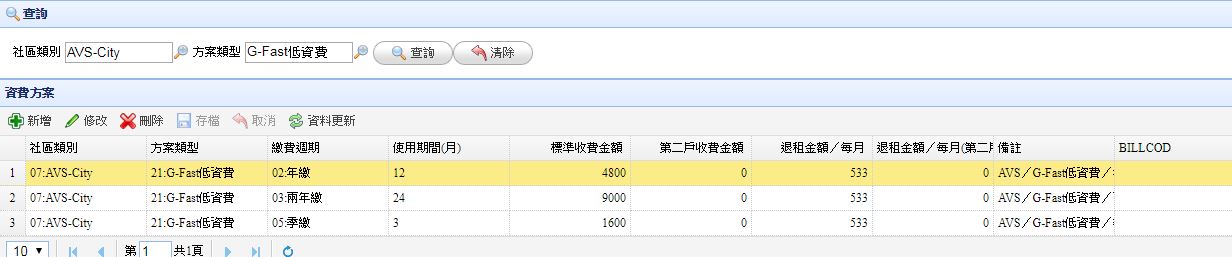 查詢
社區類別 AVS-City 方案類型 G-Fast低資費 查詢 清除
資費方案
新增 修改 刪除 存檔 取消 資料更新
社區類別 方案類型 繳費週期 使用期間(月) 標準收費金額 第二戶收費金額 退租金額／每月 退租金額／每月(第二戶 備註 BILLCOD
1 07:AVS-City 21:G-Fast低資費 02:年繳 12 4800 0 533 0 AVS／G-Fast低資費／
2 07:AVS-City 21:G-Fast低資費 03:兩年繳 24 9000 0 533 0 AVS／G-Fast低資費／
3 07:AVS-City 21:G-Fast低資費 05:季繳 3 1600 0 533 0 AVS／G-Fast低資費／
10 第 1 共1頁